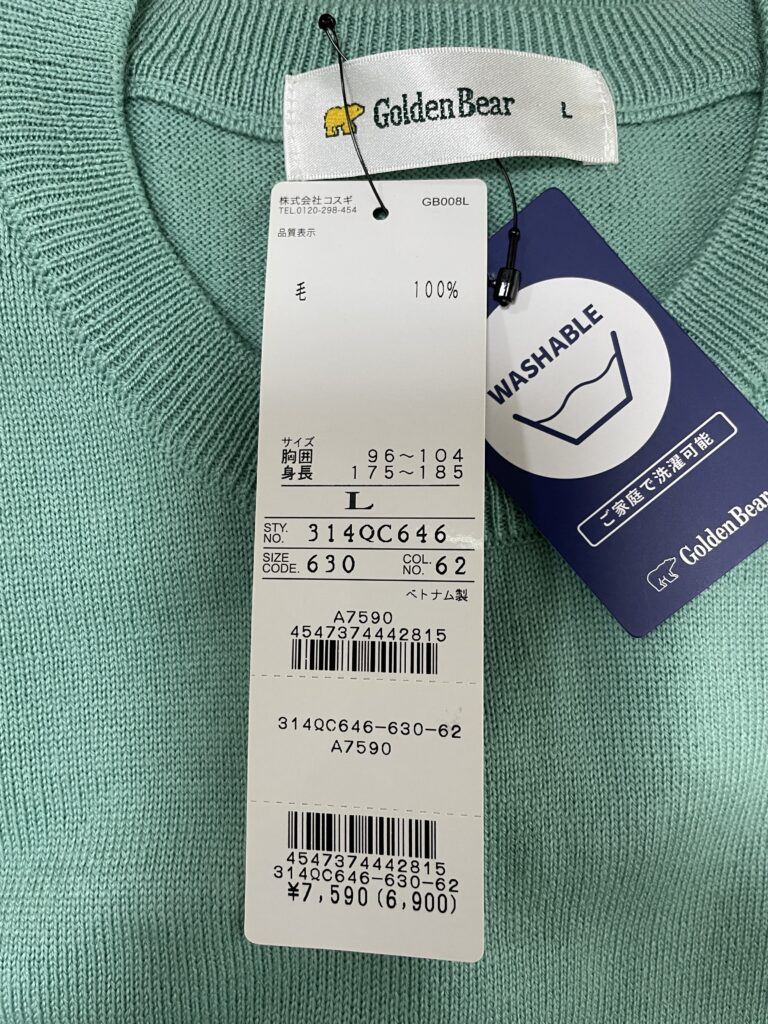 Golden Bear L
株式会社コスギ
TEL.0120-298-454
GB008L
品質表示
毛 100%
サイズ
胸囲 96~104
身長 175~185
L
STY. NO. 314QC646
SIZE CODE. 630 COL. NO. 62
ベトナム製
A7590
4547374442815
314QC646-630-62
A7590
4547374442815
314QC646-630-62
¥7,590(6,900)
WASHABLE
ご家庭で洗濯可能
Golden Bear